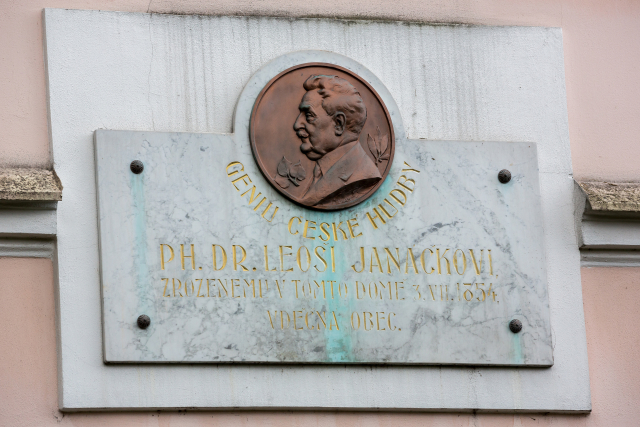 GENIU ČESKÉ HUDBY
PH. DR. LEOŠI JANÁČKOVI,
ZROZENÉMU V TOMTO DOMĚ 3. VII. 1854.
VDĚČNÁ OBEC.